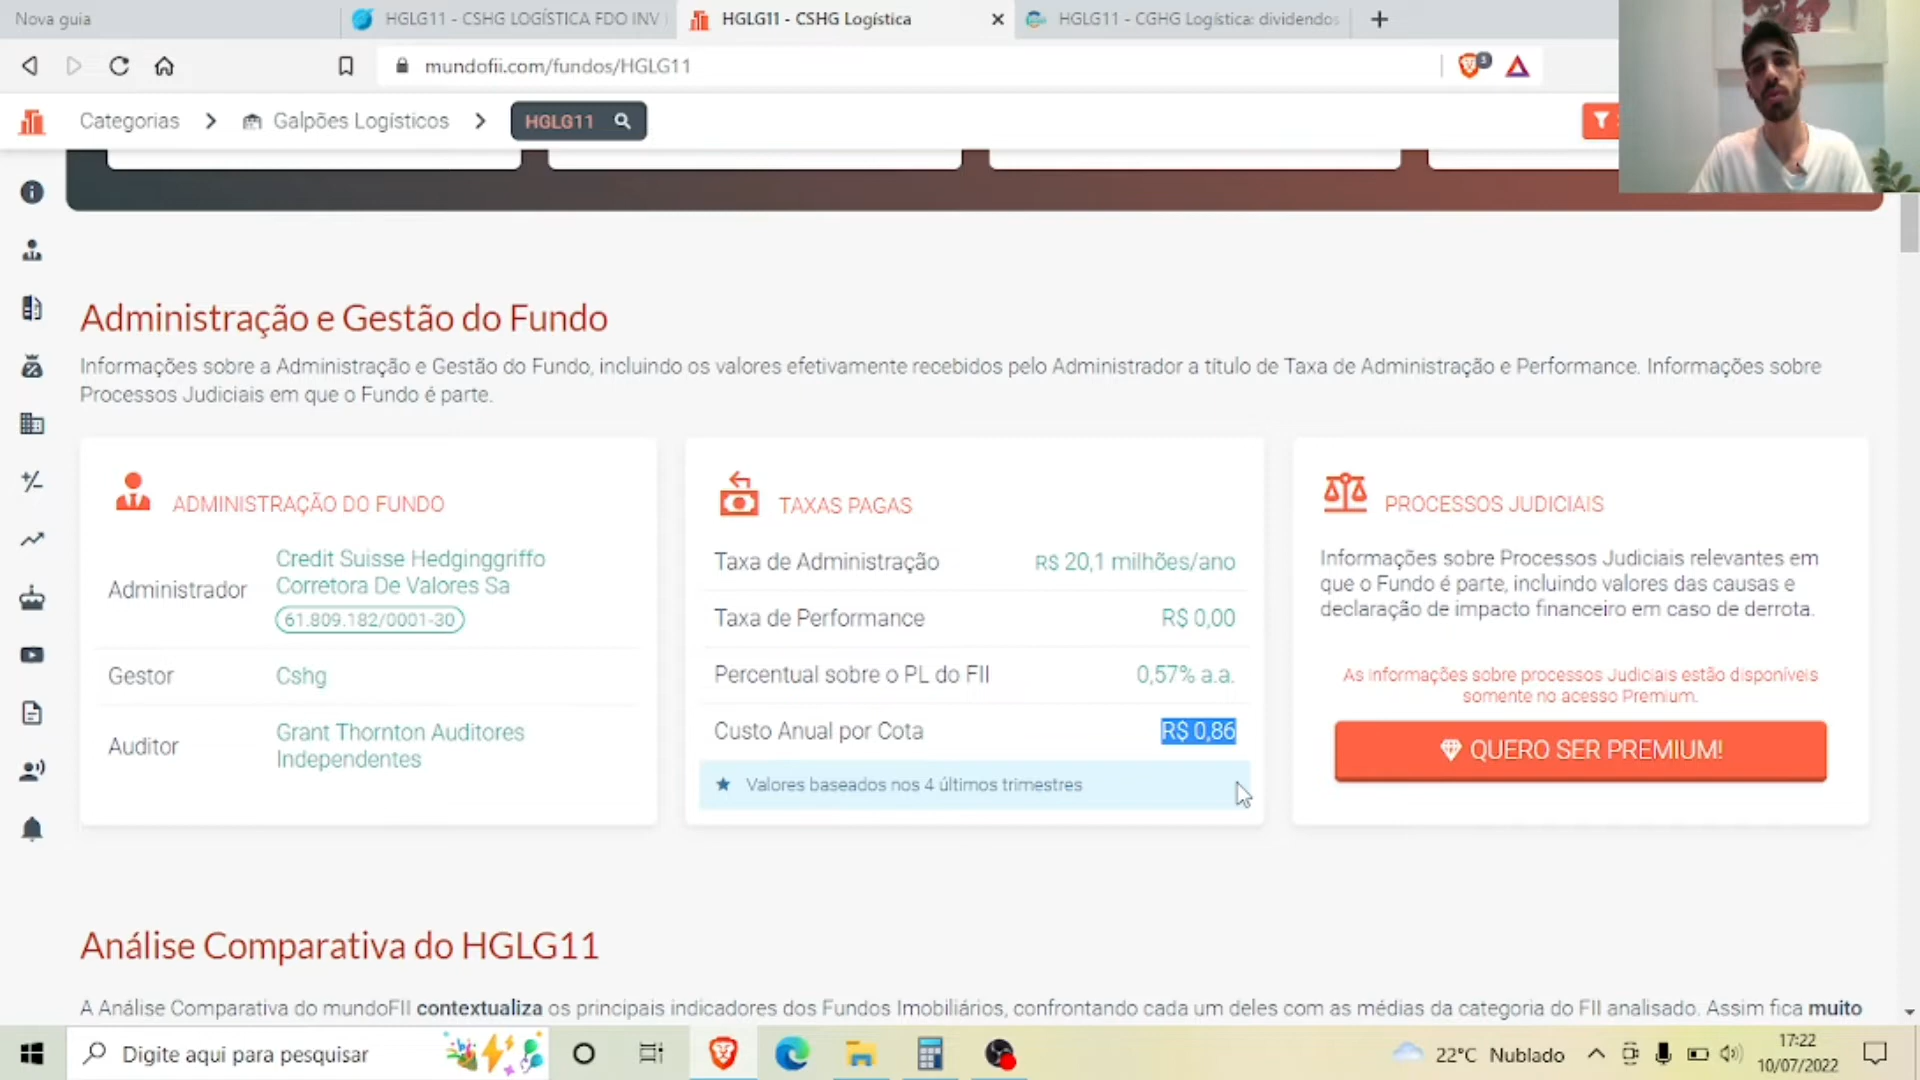 Nova guia
HGLG11 - CSHG LOGÍSTICA FDO INV
HGLG11 - CSHG Logística
HGLG11 - CGHG Logística: dividendos
mundofii.com/fundos/HGLG11
Categorias
Galpões Logísticos
HGLG11
Administração e Gestão do Fundo
Informações sobre a Administração e Gestão do Fundo, incluindo os valores efetivamente recebidos pelo Administrador a título de Taxa de Administração e Performance. Informações sobre
Processos Judiciais em que o Fundo é parte.
ADMINISTRAÇÃO DO FUNDO
Administrador
Credit Suisse Hedginggriffo
Corretora De Valores Sa
61.809.182/0001-30
Gestor
Cshg
Auditor
Grant Thornton Auditores
Independentes
TAXAS PAGAS
Taxa de Administração R$ 20,1 milhões/ano
Taxa de Performance R$ 0,00
Percentual sobre o PL do FII 0,57% a.a.
Custo Anual por Cota R$ 0,86
Valores baseados nos 4 últimos trimestres
PROCESSOS JUDICIAIS
Informações sobre Processos Judiciais relevantes em
que o Fundo é parte, incluindo valores das causas e
declaração de impacto financeiro em caso de derrota.
As informações sobre processos Judiciais estão disponíveis
somente no acesso Premium.
QUERO SER PREMIUM!
Análise Comparativa do HGLG11
A Análise Comparativa do mundoFII contextualiza os principais indicadores dos Fundos Imobiliários, confrontando cada um deles com as médias da categoria do FII analisado. Assim fica muito
Digite aqui para pesquisar
22°C Nublado
17:22
10/07/2022